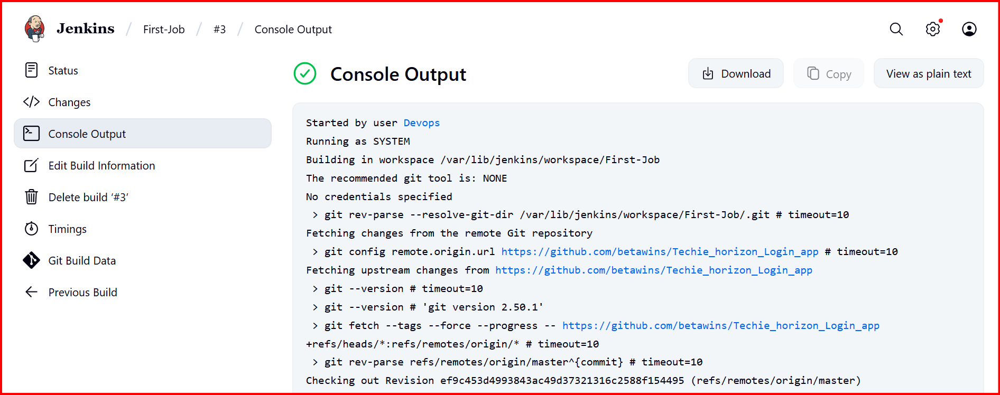 Jenkins / First-Job / #3 / Console Output
Status
Changes
Console Output
Edit Build Information
Delete build ‘#3’
Timings
Git Build Data
Previous Build
Console Output
Download
Copy
View as plain text
Started by user Devops
Running as SYSTEM
Building in workspace /var/lib/jenkins/workspace/First-Job
The recommended git tool is: NONE
No credentials specified
> git rev-parse --resolve-git-dir /var/lib/jenkins/workspace/First-Job/.git # timeout=10
Fetching changes from the remote Git repository
> git config remote.origin.url https://github.com/betawins/Techie_horizon_Login_app # timeout=10
Fetching upstream changes from https://github.com/betawins/Techie_horizon_Login_app
> git --version # timeout=10
> git --version # 'git version 2.50.1'
> git fetch --tags --force --progress -- https://github.com/betawins/Techie_horizon_Login_app
+refs/heads/*:refs/remotes/origin/* # timeout=10
> git rev-parse refs/remotes/origin/master^{commit} # timeout=10
Checking out Revision ef9c453d4993843ac49d37321316c2588f154495 (refs/remotes/origin/master)